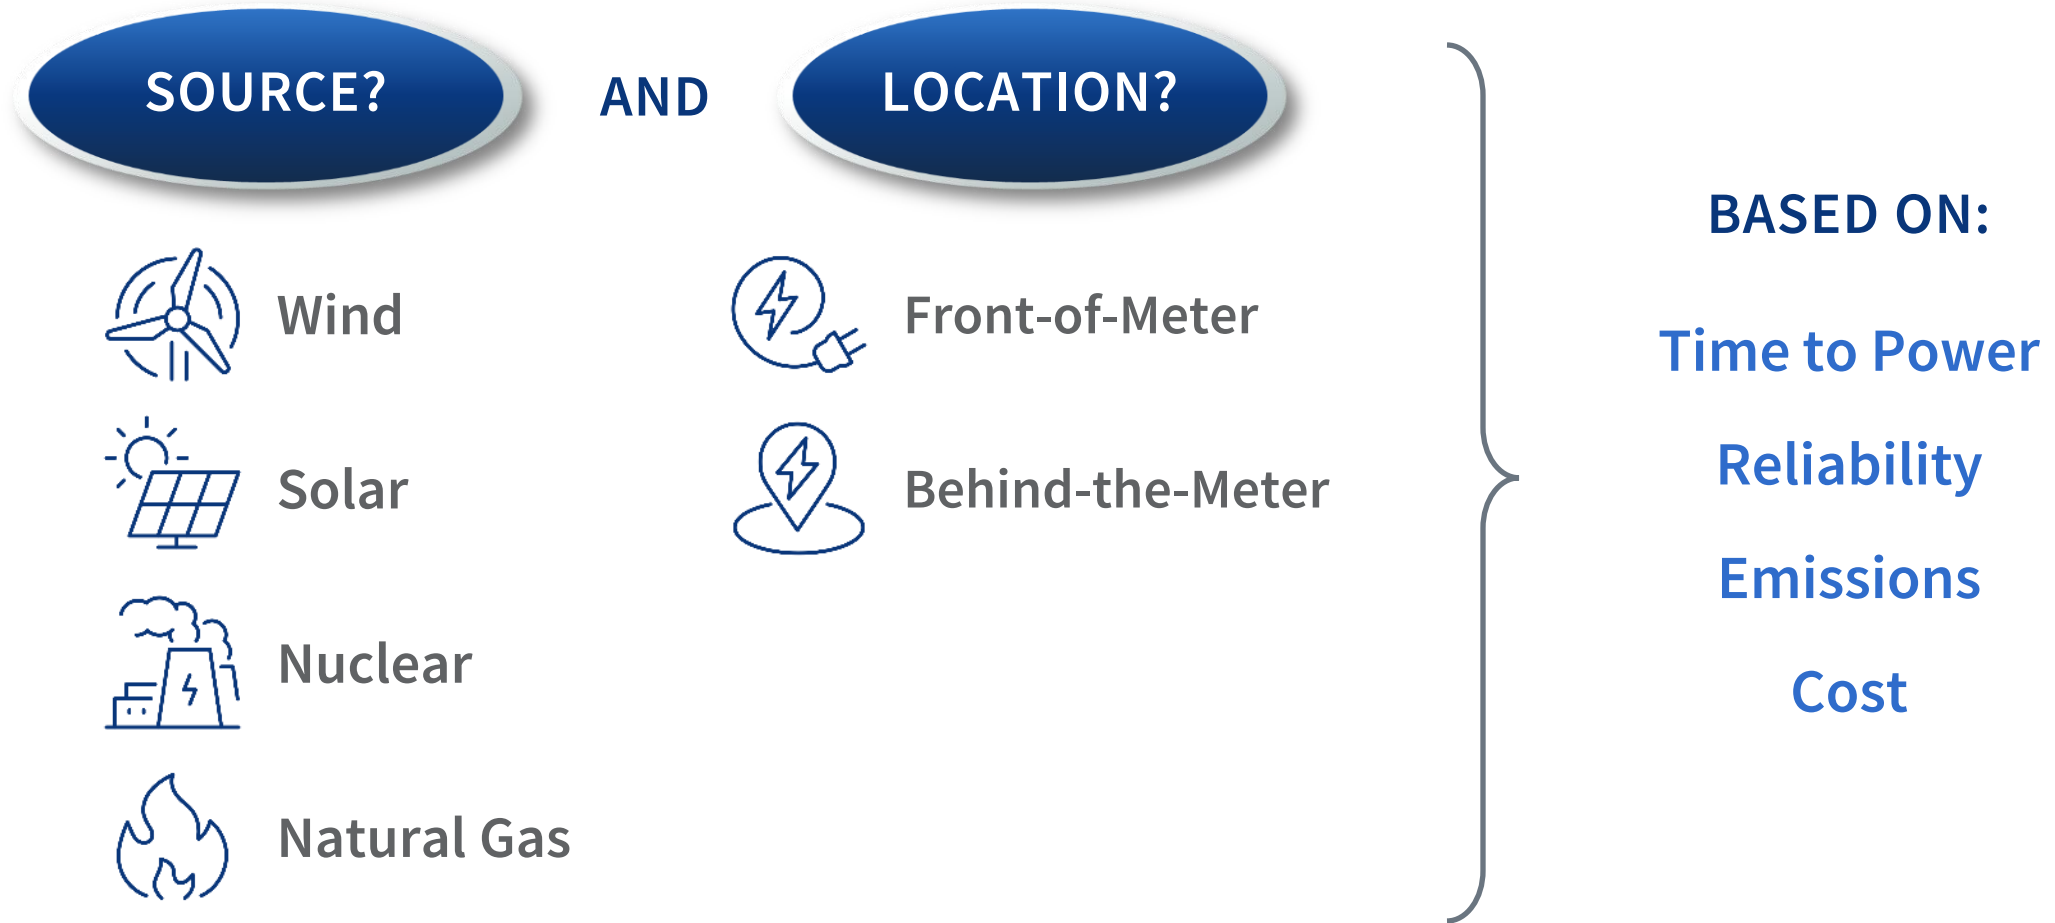 SOURCE?
AND
LOCATION?
Wind
Solar
Nuclear
Natural Gas
Front-of-Meter
Behind-the-Meter
BASED ON:
Time to Power
Reliability
Emissions
Cost